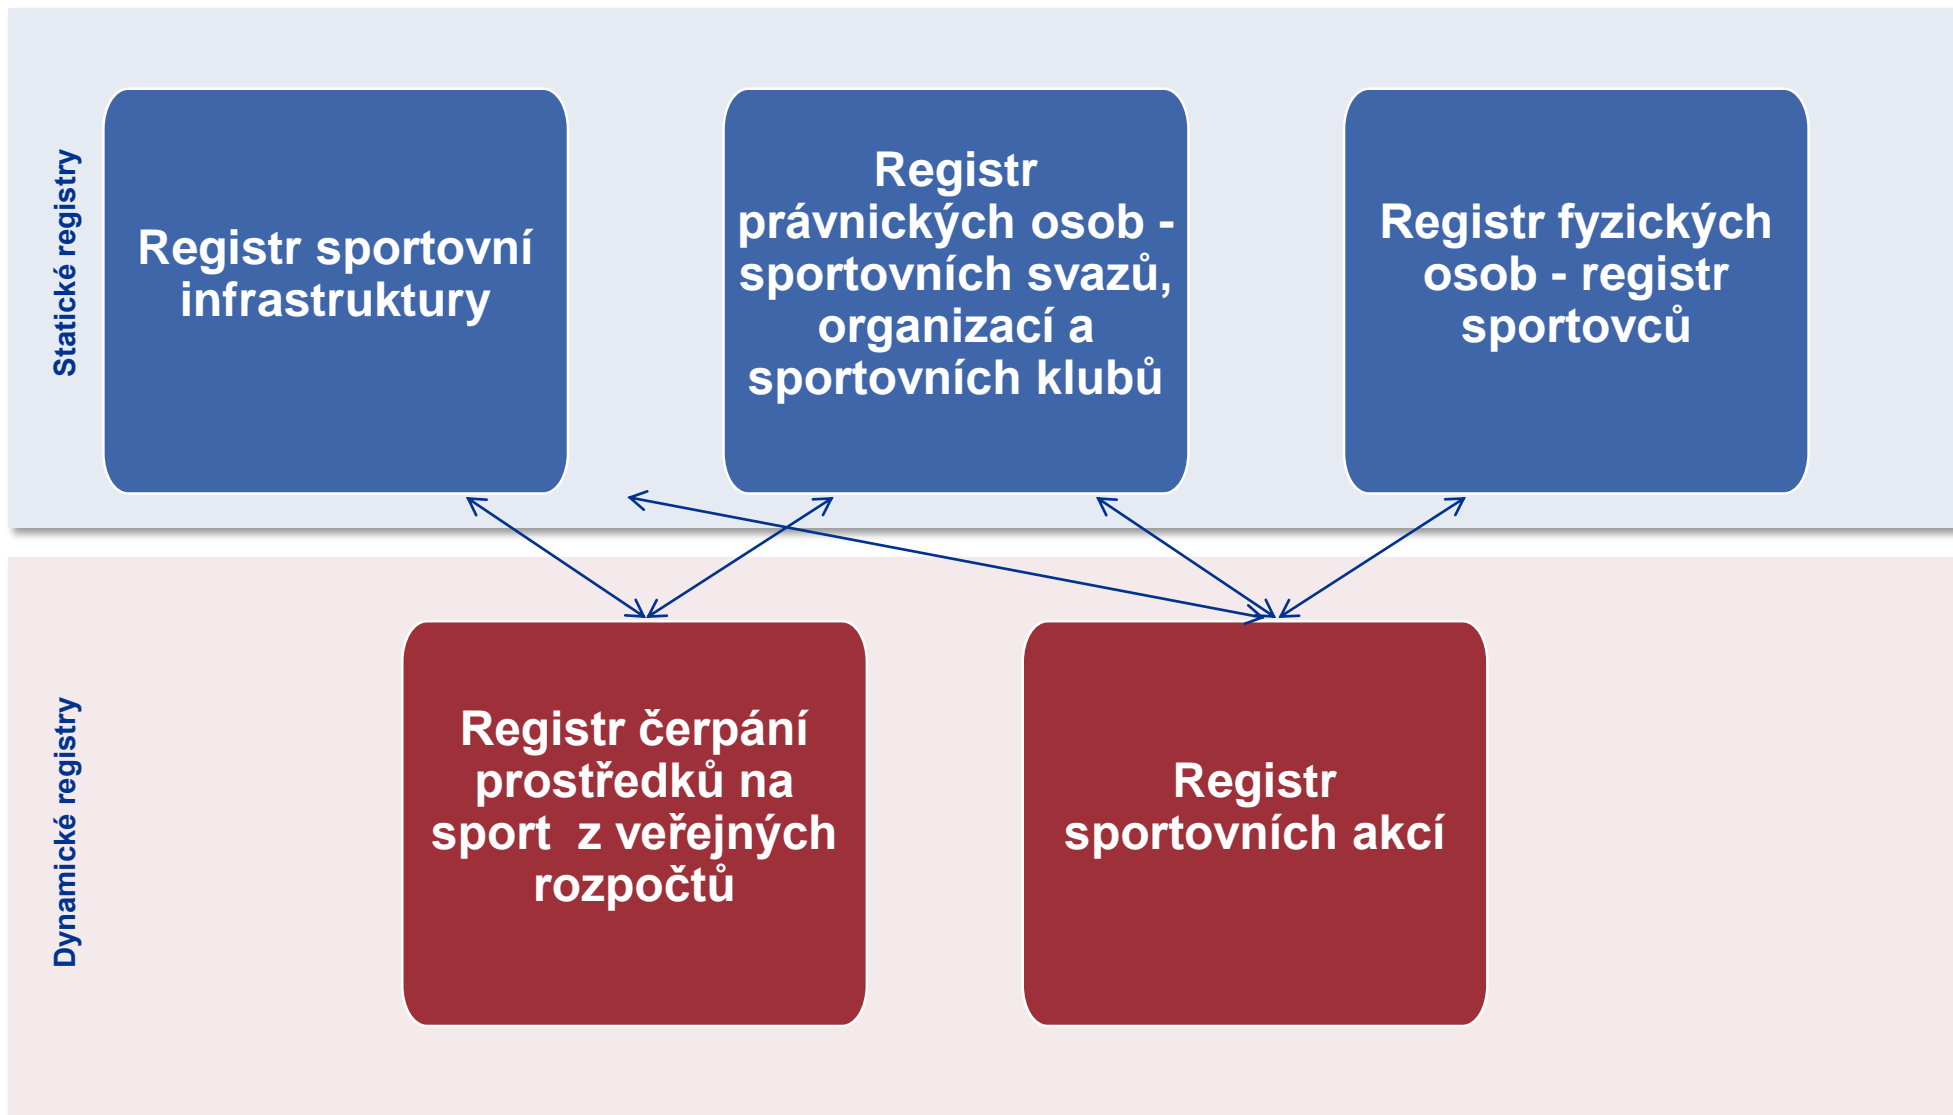 Statické registry
Registr sportovní
infrastruktury
Registr
právnických osob -
sportovních svazů,
organizací a
sportovních klubů
Registr fyzických
osob - registr
sportovců
Dynamické registry
Registr čerpání
prostředků na
sport  z veřejných
rozpočtů
Registr
sportovních akcí